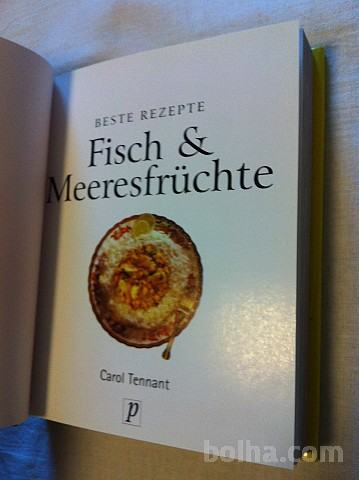 BESTE REZEPTE
Fisch &
Meeresfrüchte
Carol Tennant
p
bolha.com